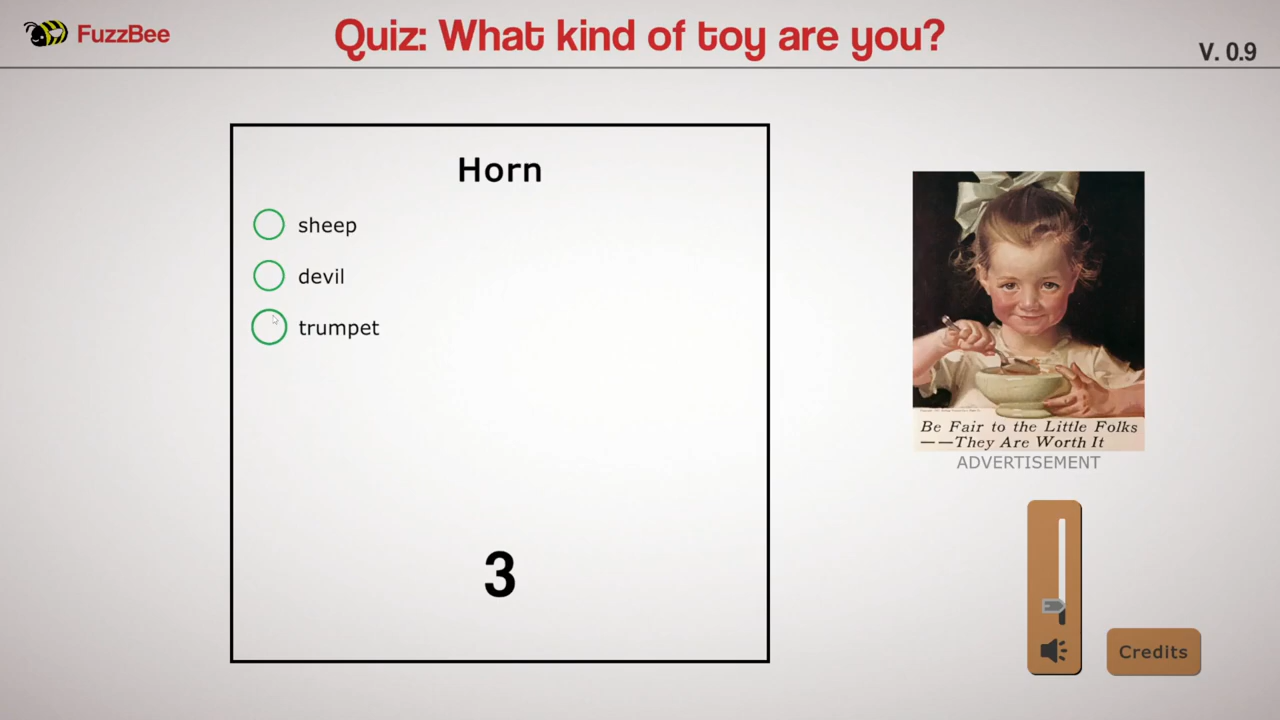 FuzzBee
Quiz: What kind of toy are you?
V. 0.9
Horn
sheep
devil
trumpet
3
Be Fair to the Little Folks
——They Are Worth It
ADVERTISEMENT
Credits